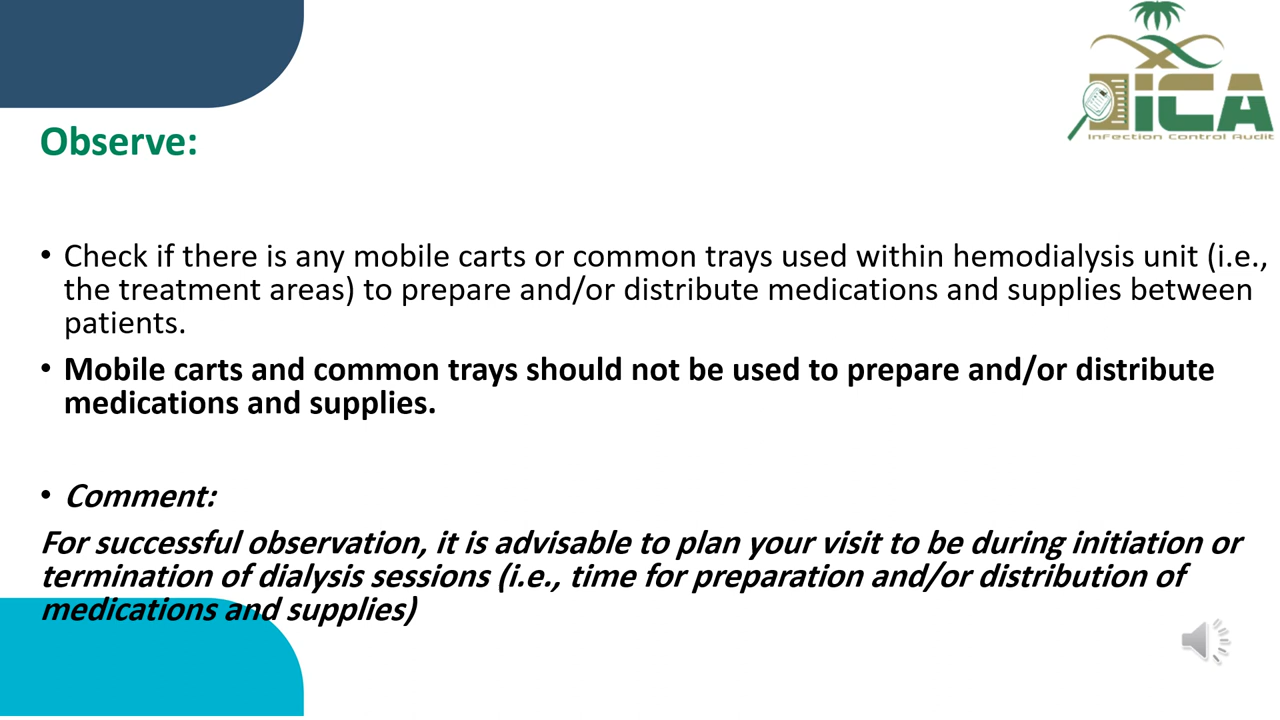 iCA
Infection Control Audit
Observe:
• Check if there is any mobile carts or common trays used within hemodialysis unit (i.e.,
the treatment areas) to prepare and/or distribute medications and supplies between
patients.
• Mobile carts and common trays should not be used to prepare and/or distribute
medications and supplies.
• Comment:
For successful observation, it is advisable to plan your visit to be during initiation or
termination of dialysis sessions (i.e., time for preparation and/or distribution of
medications and supplies)